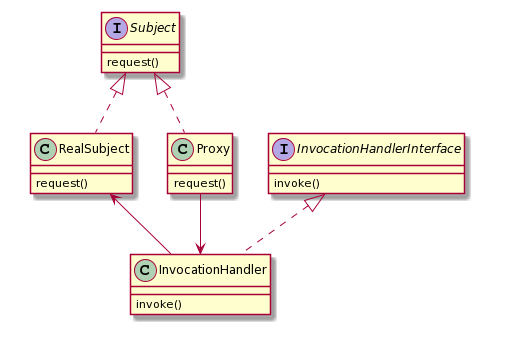 I Subject
request()
C RealSubject
request()
C Proxy
request()
I InvocationHandlerInterface
invoke()
C InvocationHandler
invoke()